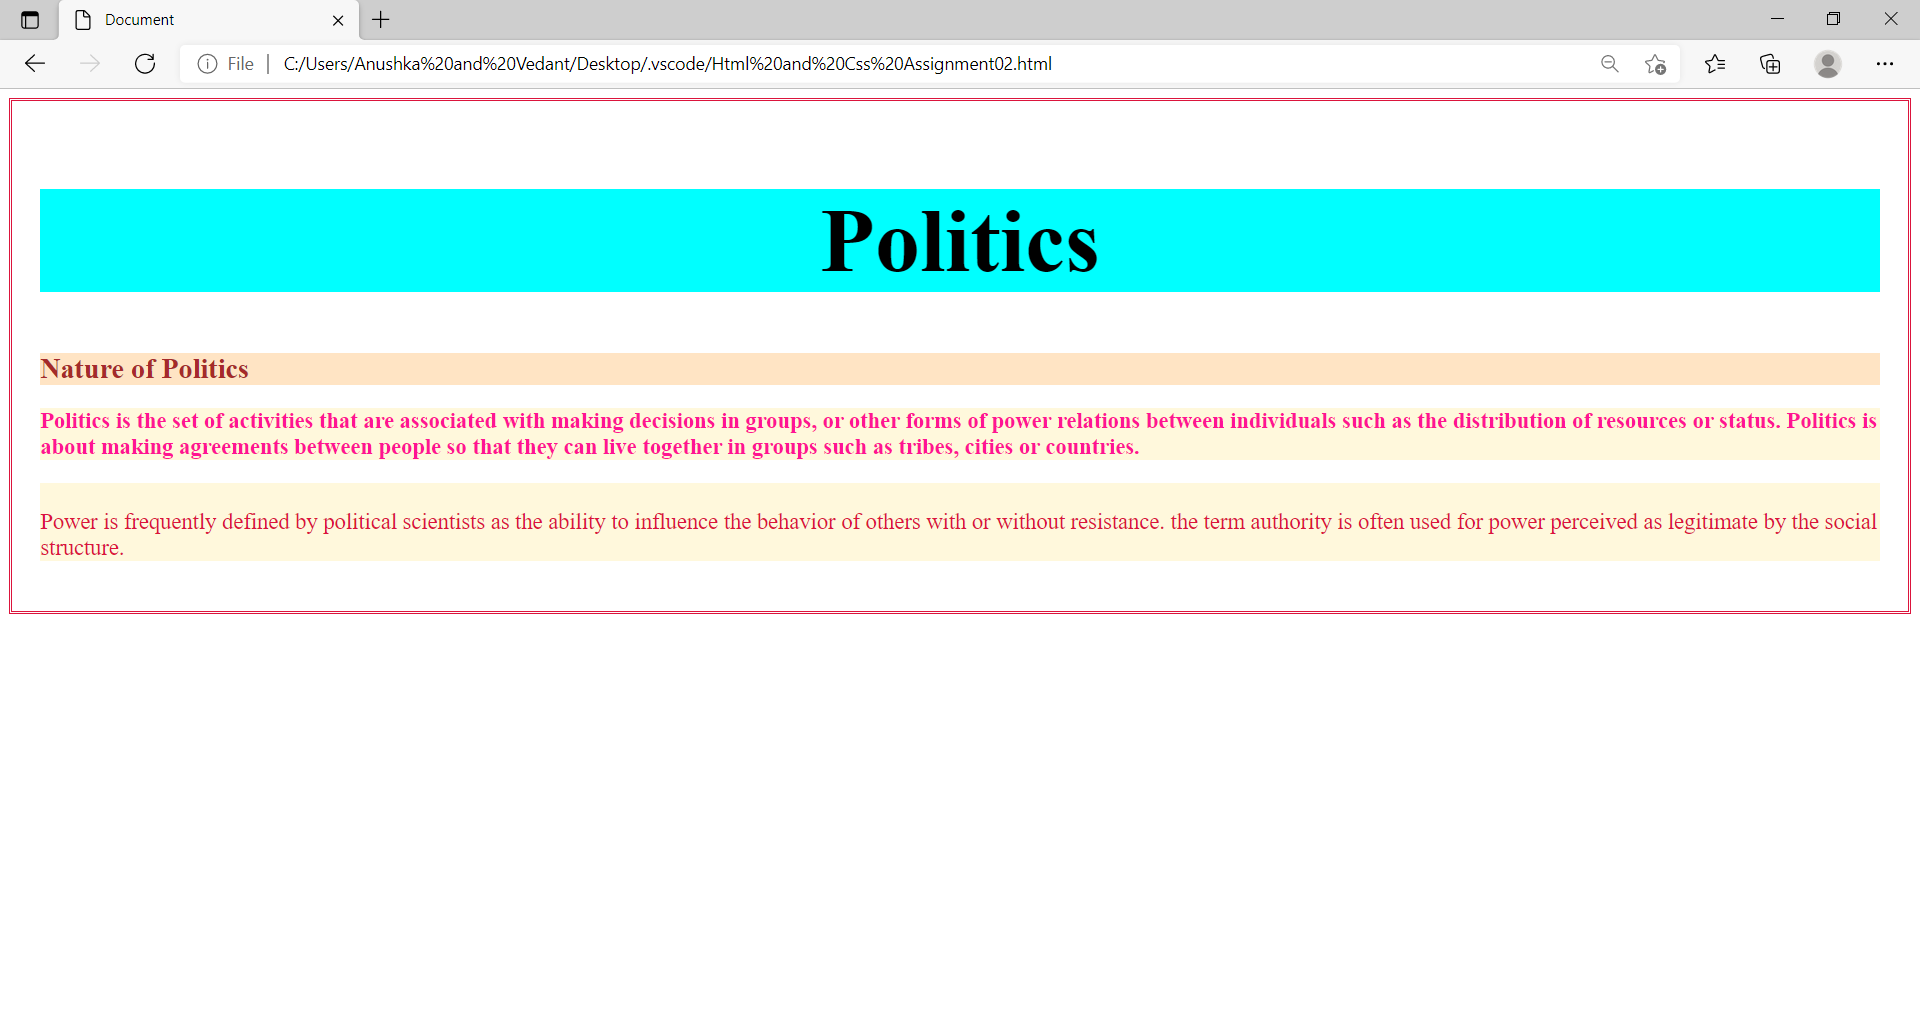 Document
File
C:/Users/Anushka%20and%20Vedant/Desktop/.vscode/Html%20and%20Css%20Assignment02.html
Politics
Nature of Politics
Politics is the set of activities that are associated with making decisions in groups, or other forms of power relations between individuals such as the distribution of resources or status. Politics is
about making agreements between people so that they can live together in groups such as tribes, cities or countries.
Power is frequently defined by political scientists as the ability to influence the behavior of others with or without resistance. the term authority is often used for power perceived as legitimate by the social
structure.